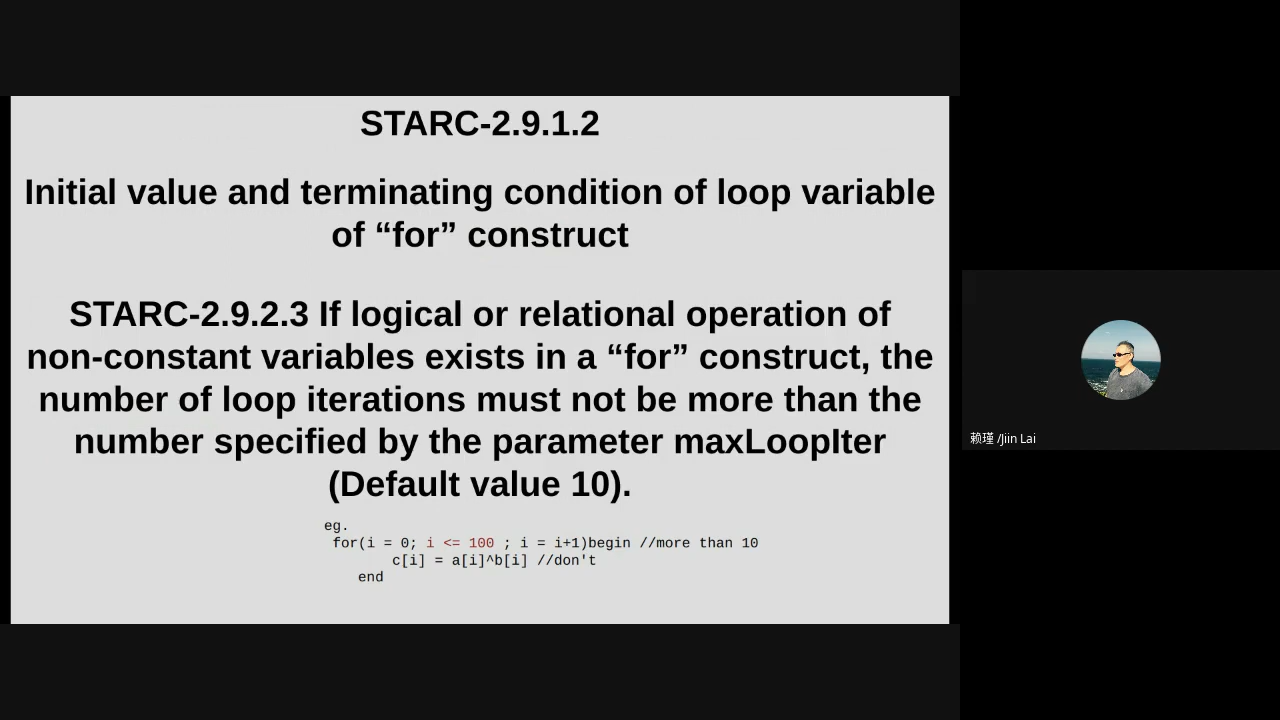 STARC-2.9.1.2
Initial value and terminating condition of loop variable
of “for” construct
STARC-2.9.2.3 If logical or relational operation of
non-constant variables exists in a “for” construct, the
number of loop iterations must not be more than the
number specified by the parameter maxLoopIter
(Default value 10).
eg.
for(i = 0; i <= 100 ; i = i+1)begin //more than 10
c[i] = a[i]^b[i] //don't
end
赖瑾 /Jiin Lai